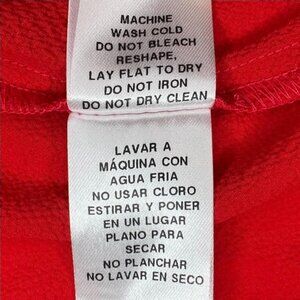 MACHINE
WASH COLD
DO NOT BLEACH
RESHAPE,
LAY FLAT TO DRY
DO NOT IRON
DO NOT DRY CLEAN
LAVAR A
MÁQUINA CON
AGUA FRIA
NO USAR CLORO
ESTIRAR Y PONER
EN UN LUGAR
PLANO PARA
SECAR
NO PLANCHAR
NO LAVAR EN SECO